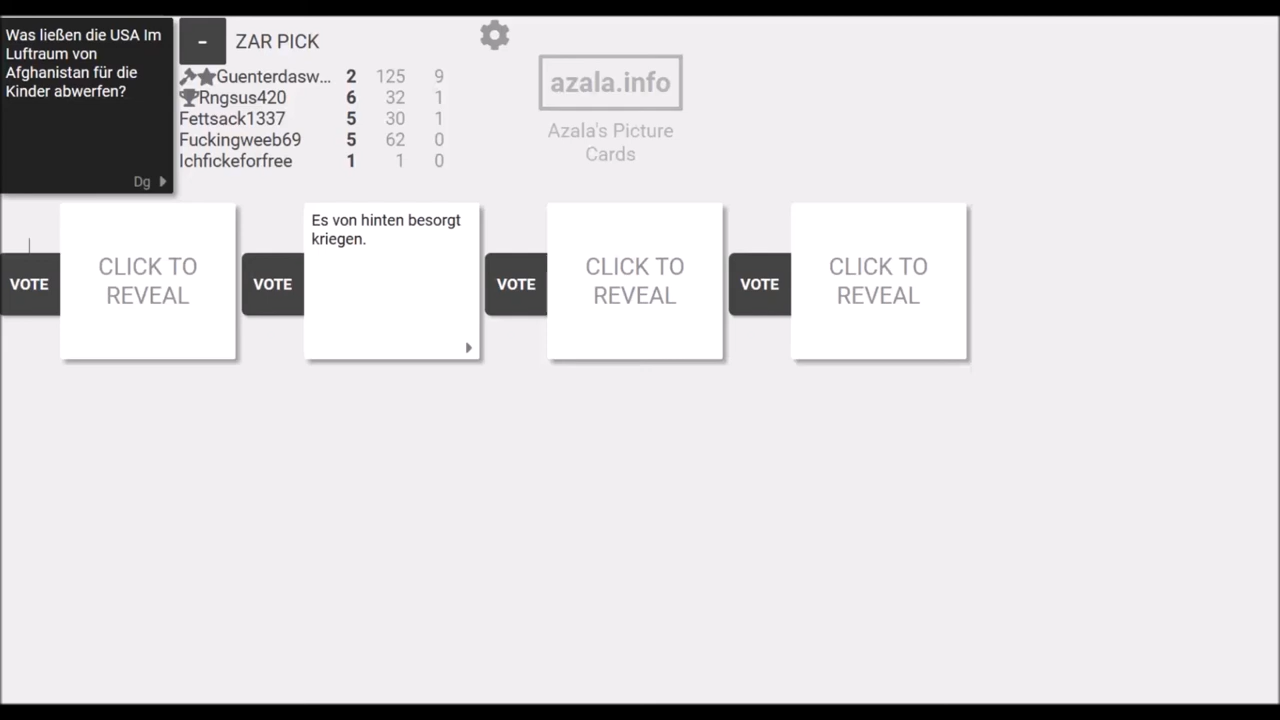 Was ließen die USA Im
Luftraum von
Afghanistan für die
Kinder abwerfen?
Dg
-
ZAR PICK
Guenterdasw... 2 125 9
Rngsus420 6 32 1
Fettsack1337 5 30 1
Fuckingweeb69 5 62 0
Ichfickeforfree 1 1 0
azala.info
Azala's Picture
Cards
VOTE
CLICK TO
REVEAL
VOTE
Es von hinten besorgt
kriegen.
VOTE
CLICK TO
REVEAL
VOTE
CLICK TO
REVEAL